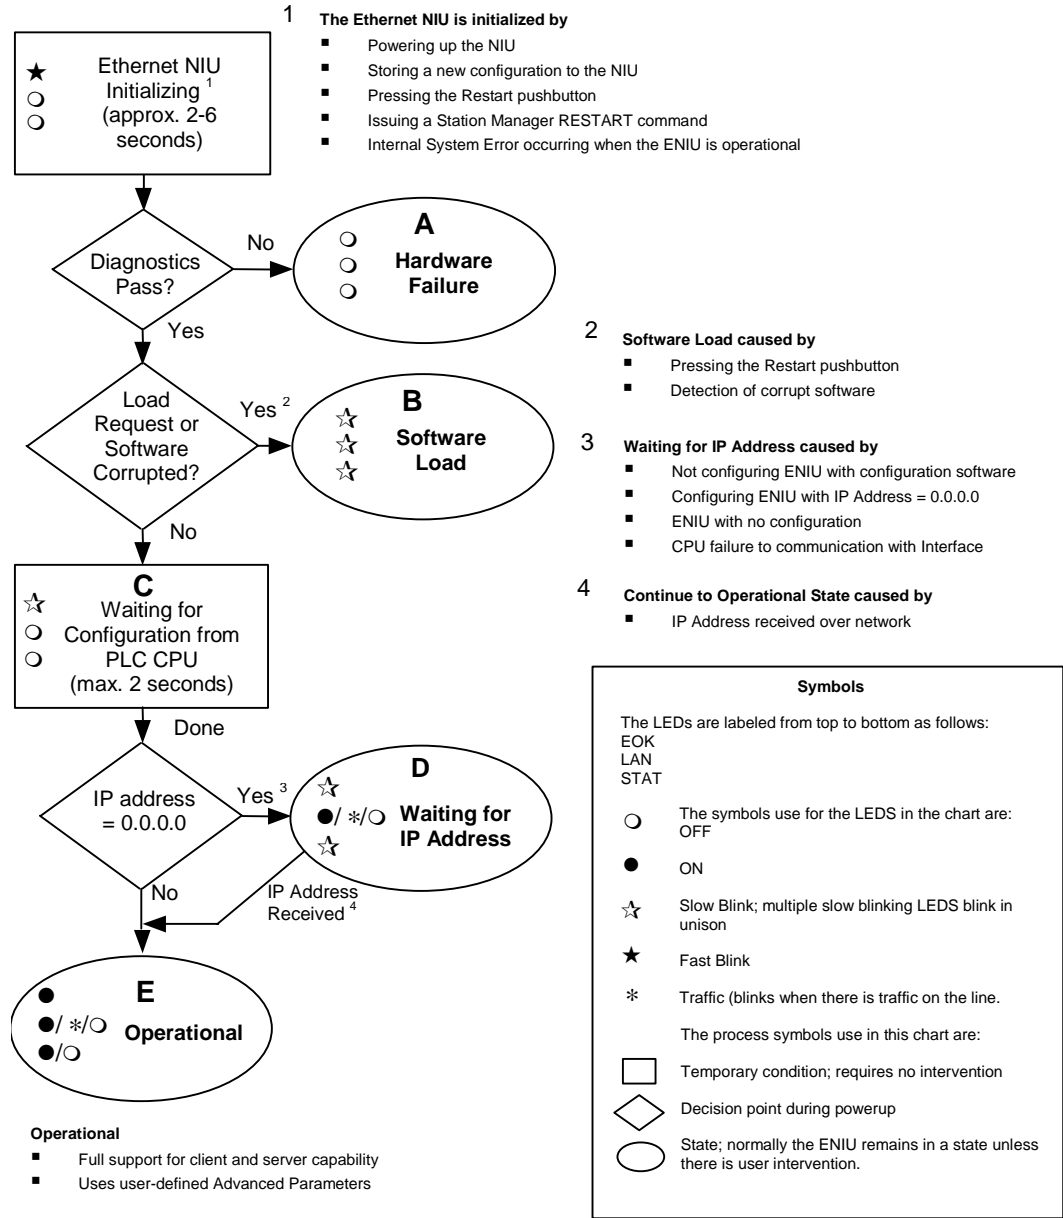 1 The Ethernet NIU is initialized by
■ Powering up the NIU
■ Storing a new configuration to the NIU
■ Pressing the Restart pushbutton
■ Issuing a Station Manager RESTART command
■ Internal System Error occurring when the ENIU is operational
Ethernet NIU
Initializing 1
(approx. 2-6
seconds)
Diagnostics
Pass?
No
A
Hardware
Failure
Yes
2 Software Load caused by
■ Pressing the Restart pushbutton
■ Detection of corrupt software
Load
Request or
Software
Corrupted?
Yes 2
B
Software
Load
3 Waiting for IP Address caused by
■ Not configuring ENIU with configuration software
■ Configuring ENIU with IP Address = 0.0.0.0
■ ENIU with no configuration
■ CPU failure to communication with Interface
No
C
Waiting for
Configuration from
PLC CPU
(max. 2 seconds)
4 Continue to Operational State caused by
■ IP Address received over network
Done
IP address
= 0.0.0.0
Yes 3
D
Waiting for
IP Address
/ */
No
IP Address
Received 4
E
Operational
/ */
/
Operational
■ Full support for client and server capability
■ Uses user-defined Advanced Parameters
Symbols
The LEDs are labeled from top to bottom as follows:
EOK
LAN
STAT
The symbols use for the LEDS in the chart are:
OFF
ON
Slow Blink; multiple slow blinking LEDS blink in
unison
Fast Blink
* Traffic (blinks when there is traffic on the line.
The process symbols use in this chart are:
Temporary condition; requires no intervention
Decision point during powerup
State; normally the ENIU remains in a state unless
there is user intervention.